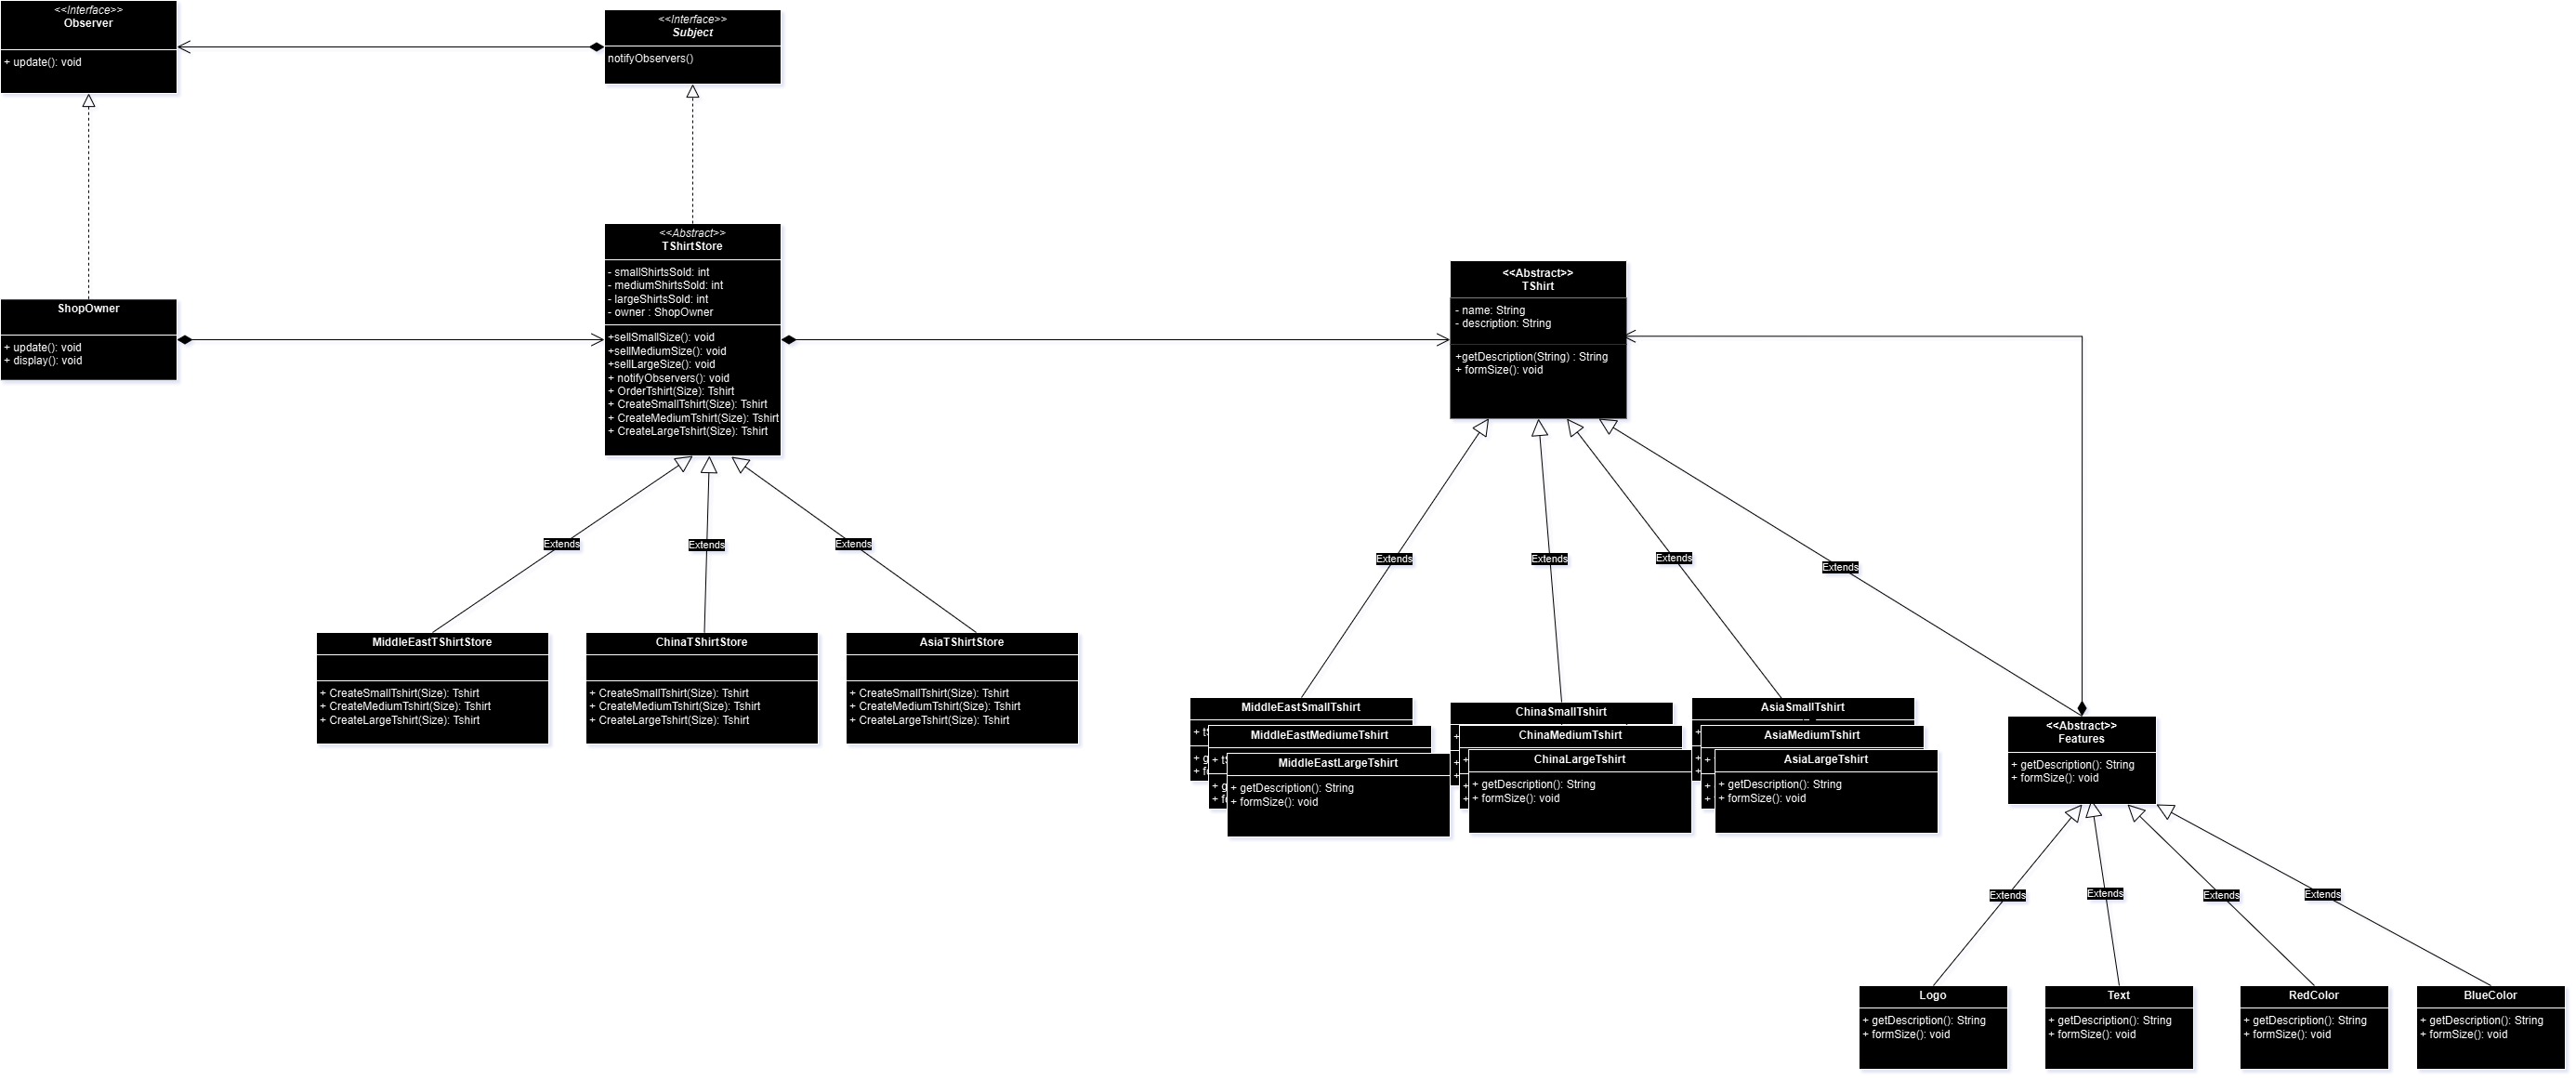 <<Interface>>
Observer
+ update(): void
<<Interface>>
Subject
notifyObservers()
ShopOwner
+ update(): void
+ display(): void
<<Abstract>>
TShirtStore
- smallShirtsSold: int
- mediumShirtsSold: int
- largeShirtsSold: int
- owner : ShopOwner
+sellSmallSize(): void
+sellMediumSize(): void
+sellLargeSize(): void
+ notifyObservers(): void
+ OrderTshirt(Size): Tshirt
+ CreateSmallTshirt(Size): Tshirt
+ CreateMediumTshirt(Size): Tshirt
+ CreateLargeTshirt(Size): Tshirt
<<Abstract>>
TShirt
- name: String
- description: String
+getDescription(String) : String
+ formSize(): void
Extends
Extends
Extends
Extends
Extends
Extends
Extends
MiddleEastTShirtStore
+ CreateSmallTshirt(Size): Tshirt
+ CreateMediumTshirt(Size): Tshirt
+ CreateLargeTshirt(Size): Tshirt
ChinaTShirtStore
+ CreateSmallTshirt(Size): Tshirt
+ CreateMediumTshirt(Size): Tshirt
+ CreateLargeTshirt(Size): Tshirt
AsiaTShirtStore
+ CreateSmallTshirt(Size): Tshirt
+ CreateMediumTshirt(Size): Tshirt
+ CreateLargeTshirt(Size): Tshirt
MiddleEastSmallTshirt
MiddleEastMediumeTshirt
MiddleEastLargeTshirt
+ getDescription(): String
+ formSize(): void
ChinaSmallTshirt
ChinaMediumTshirt
ChinaLargeTshirt
+ getDescription(): String
+ formSize(): void
AsiaSmallTshirt
AsiaMediumTshirt
AsiaLargeTshirt
+ getDescription(): String
+ formSize(): void
<<Abstract>>
Features
+ getDescription(): String
+ formSize(): void
Extends
Extends
Extends
Extends
Logo
+ getDescription(): String
+ formSize(): void
Text
+ getDescription(): String
+ formSize(): void
RedColor
+ getDescription(): String
+ formSize(): void
BlueColor
+ getDescription(): String
+ formSize(): void